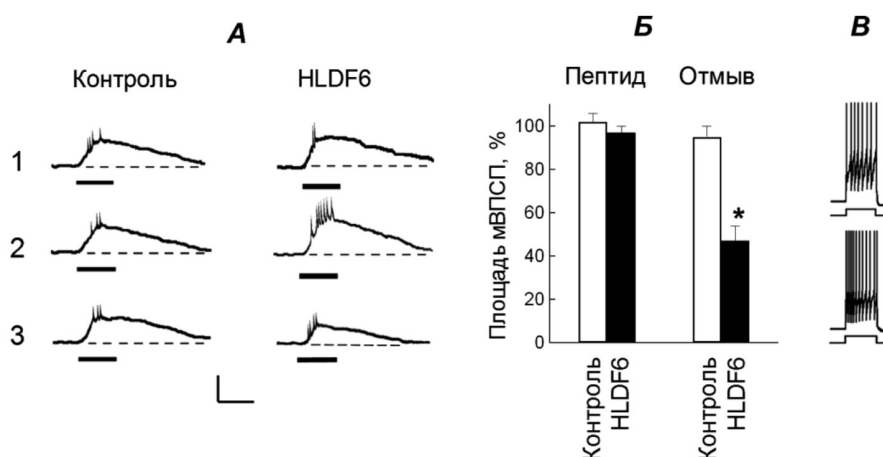 А
Б
В
Контроль
HLDF6
Пептид
Отмыв
1
2
3
Площадь мВПСП, %
100
80
60
40
20
0
*
Контроль
HLDF6
Контроль
HLDF6